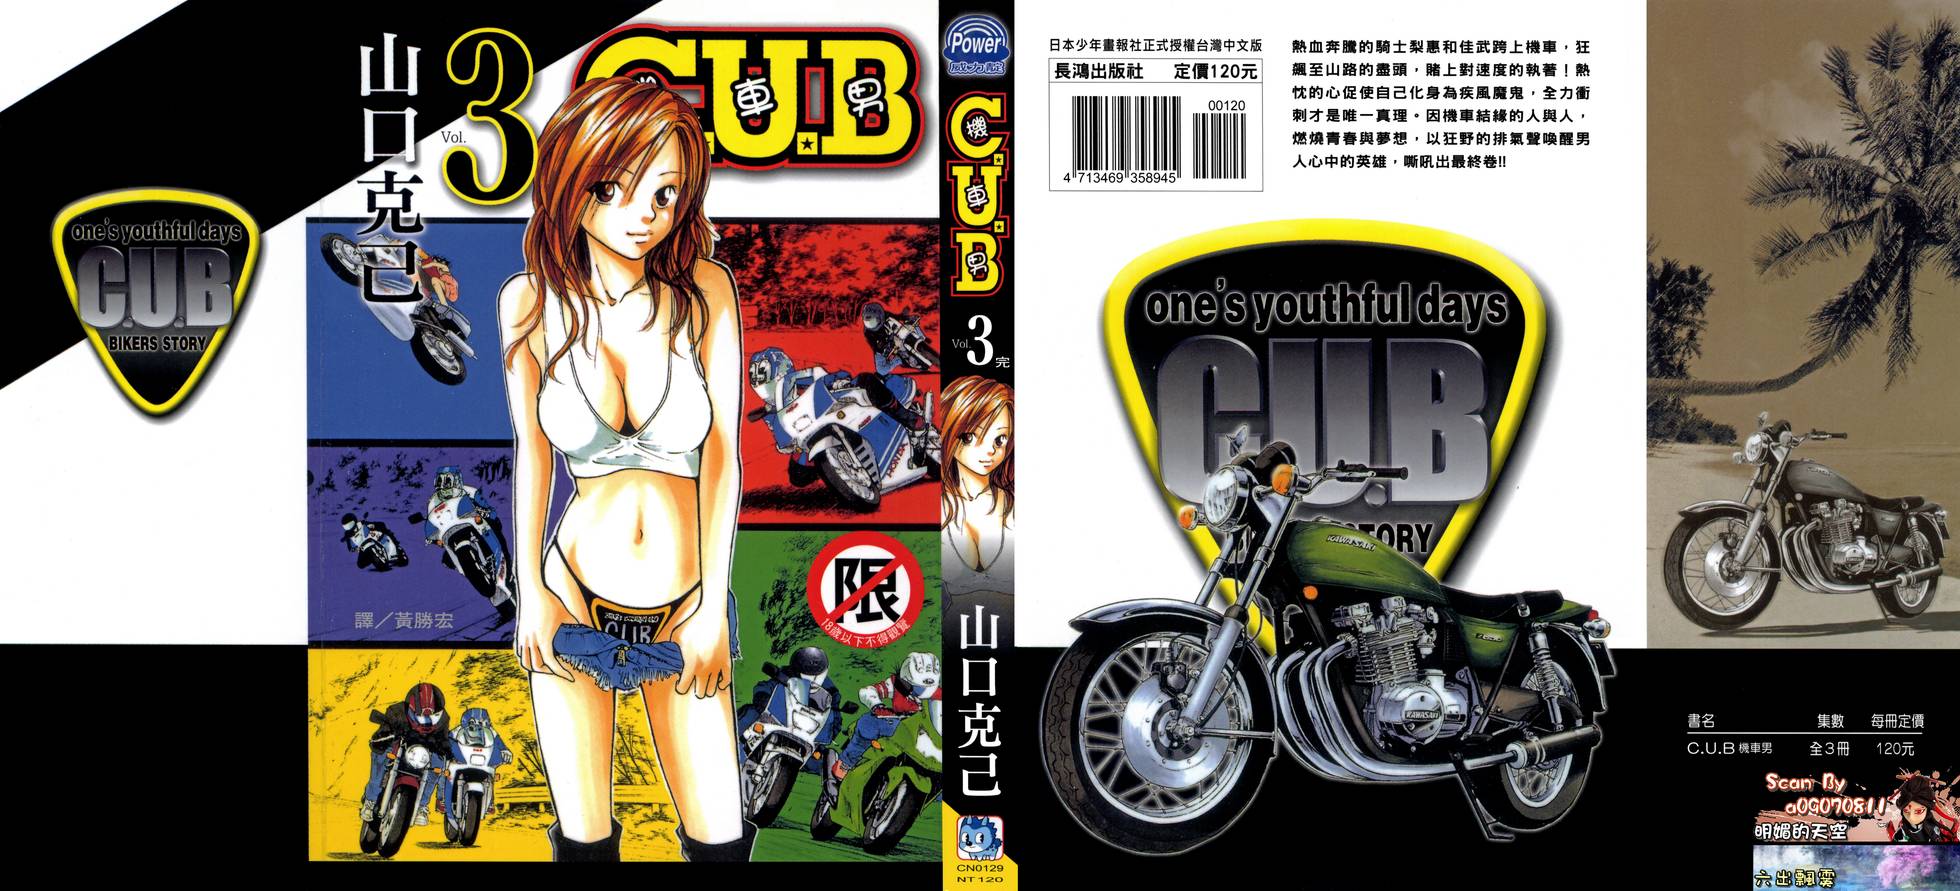 one's youthful days
C.U.B
BIKERS STORY
山口克己
Vol.
3
C.U.B
機車男
譯／黃勝宏
限
18歲以下不得觀覽
CUB
HONDA
Power
C.U.B
機車男
Vol.3完
山口克己
CN0129
NT120
日本少年畫報社正式授權台灣中文版
長鴻出版社 定價120元
00120
4 713469 358945
熱血奔騰的騎士梨惠和佳武跨上機車，狂
飆至山路的盡頭，賭上對速度的執著！熱
忱的心促使自己化身為疾風魔鬼，全力衝
刺才是唯一真理。因機車結緣的人與人，
燃燒青春與夢想，以狂野的排氣聲喚醒男
人心中的英雄，嘶吼出最終卷!!
one's youthful days
C.U.B
STORY
KAWASAKI
KAWASAKI
書名 集數 每冊定價
C.U.B 機車男 全3冊 120元
Scan By
a09070811
明媚的天空
六出飄霙